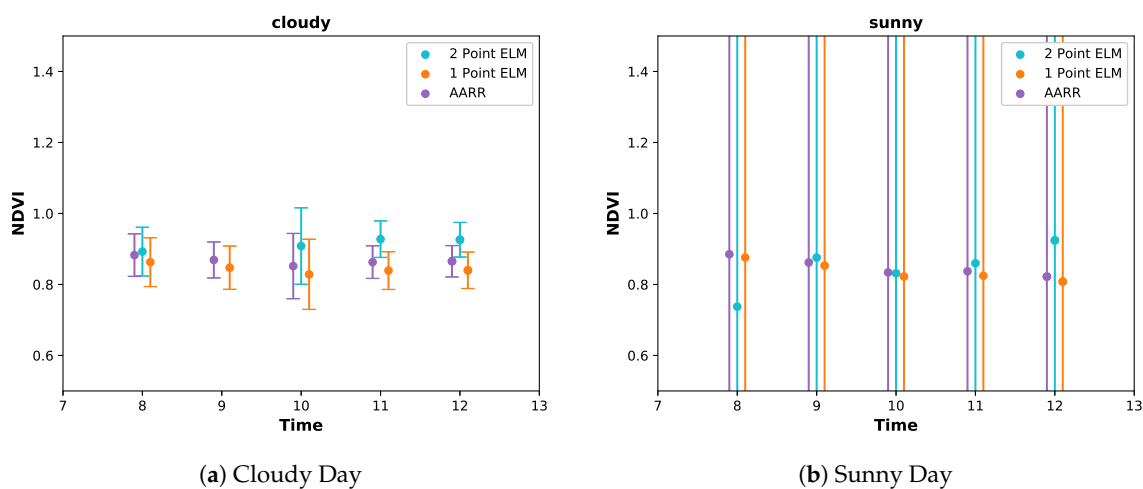 cloudy
NDVI
1.4
1.2
1.0
0.8
0.6
2 Point ELM
1 Point ELM
AARR
7 8 9 10 11 12 13
Time
(a) Cloudy Day
sunny
NDVI
1.4
1.2
1.0
0.8
0.6
2 Point ELM
1 Point ELM
AARR
7 8 9 10 11 12 13
Time
(b) Sunny Day